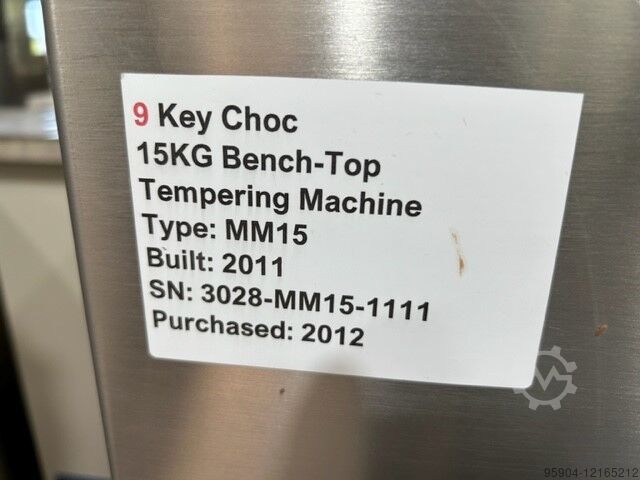 9 Key Choc
15KG Bench-Top
Tempering Machine
Type: MM15
Built: 2011
SN: 3028-MM15-1111
Purchased: 2012
95904-12165212